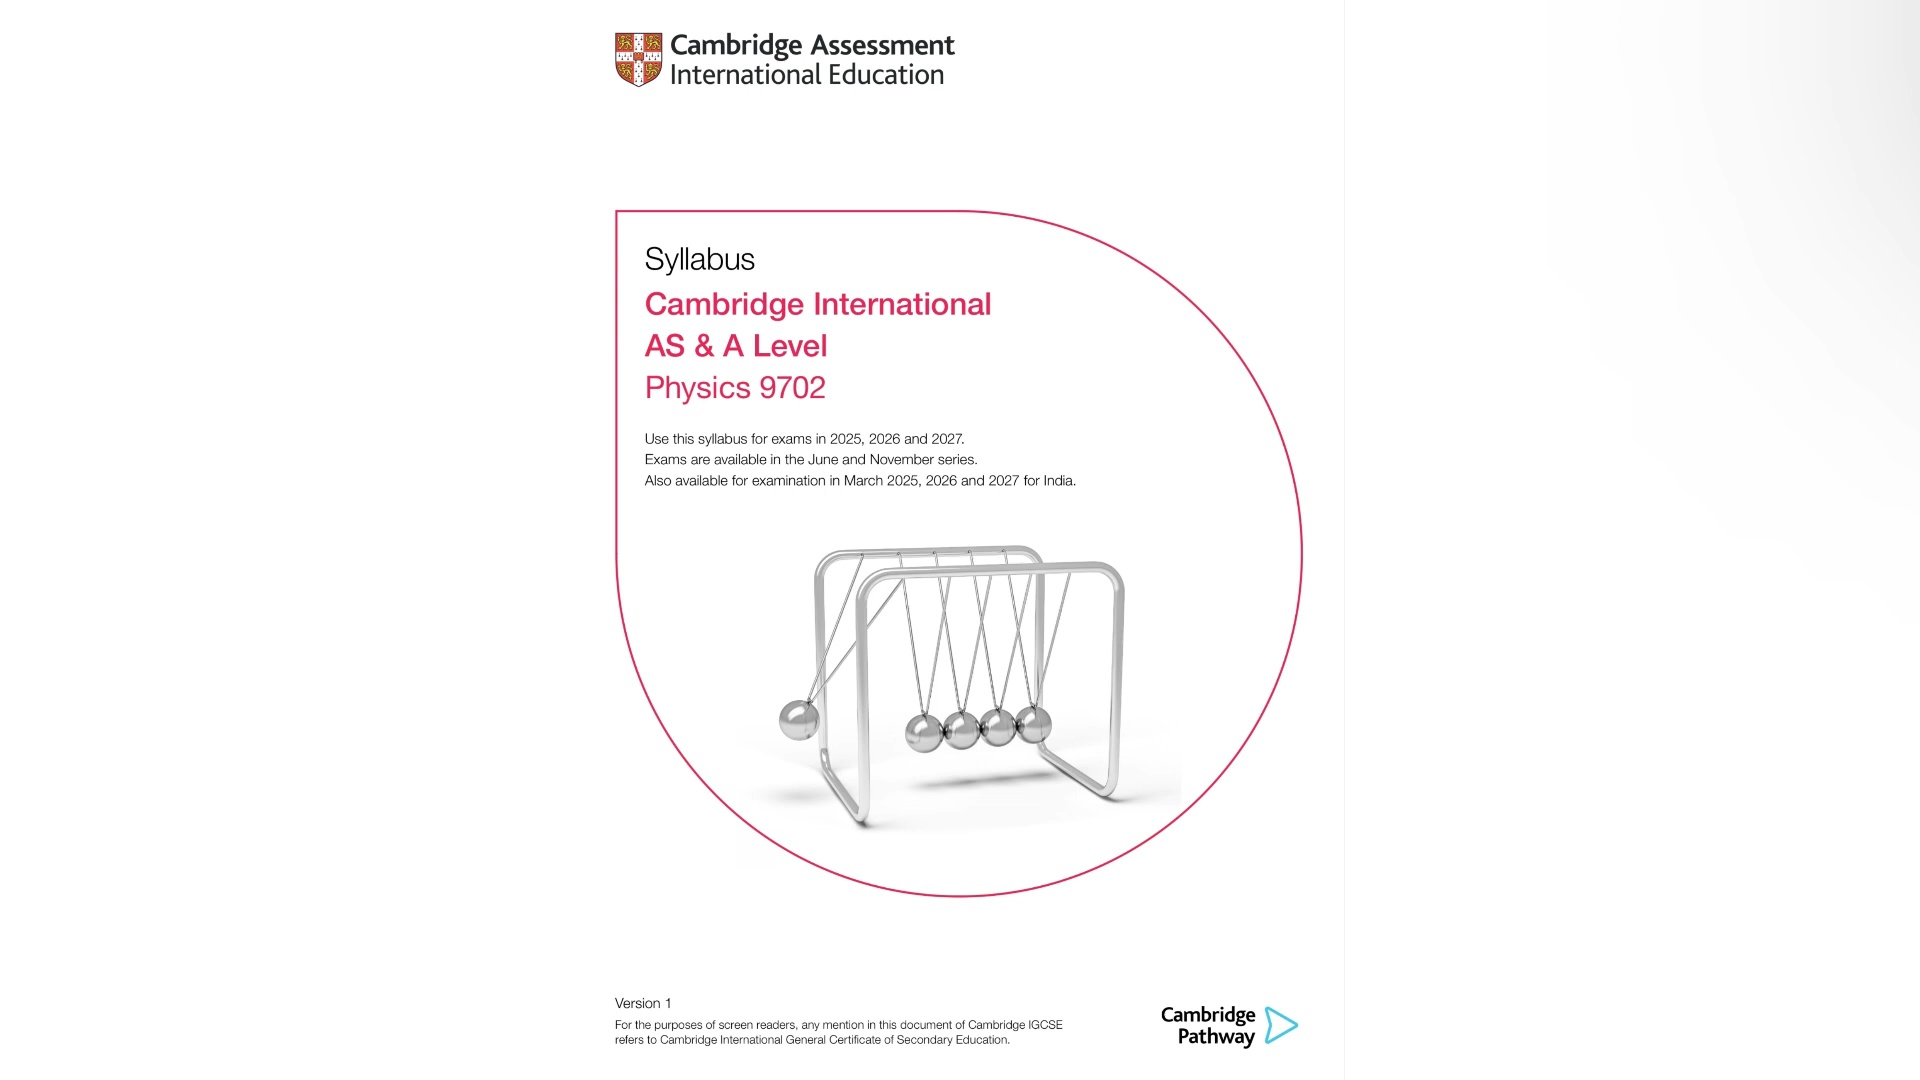 Cambridge Assessment
International Education
Syllabus
Cambridge International
AS & A Level
Physics 9702
Use this syllabus for exams in 2025, 2026 and 2027.
Exams are available in the June and November series.
Also available for examination in March 2025, 2026 and 2027 for India.
Version 1
For the purposes of screen readers, any mention in this document of Cambridge IGCSE
refers to Cambridge International General Certificate of Secondary Education.
Cambridge
Pathway